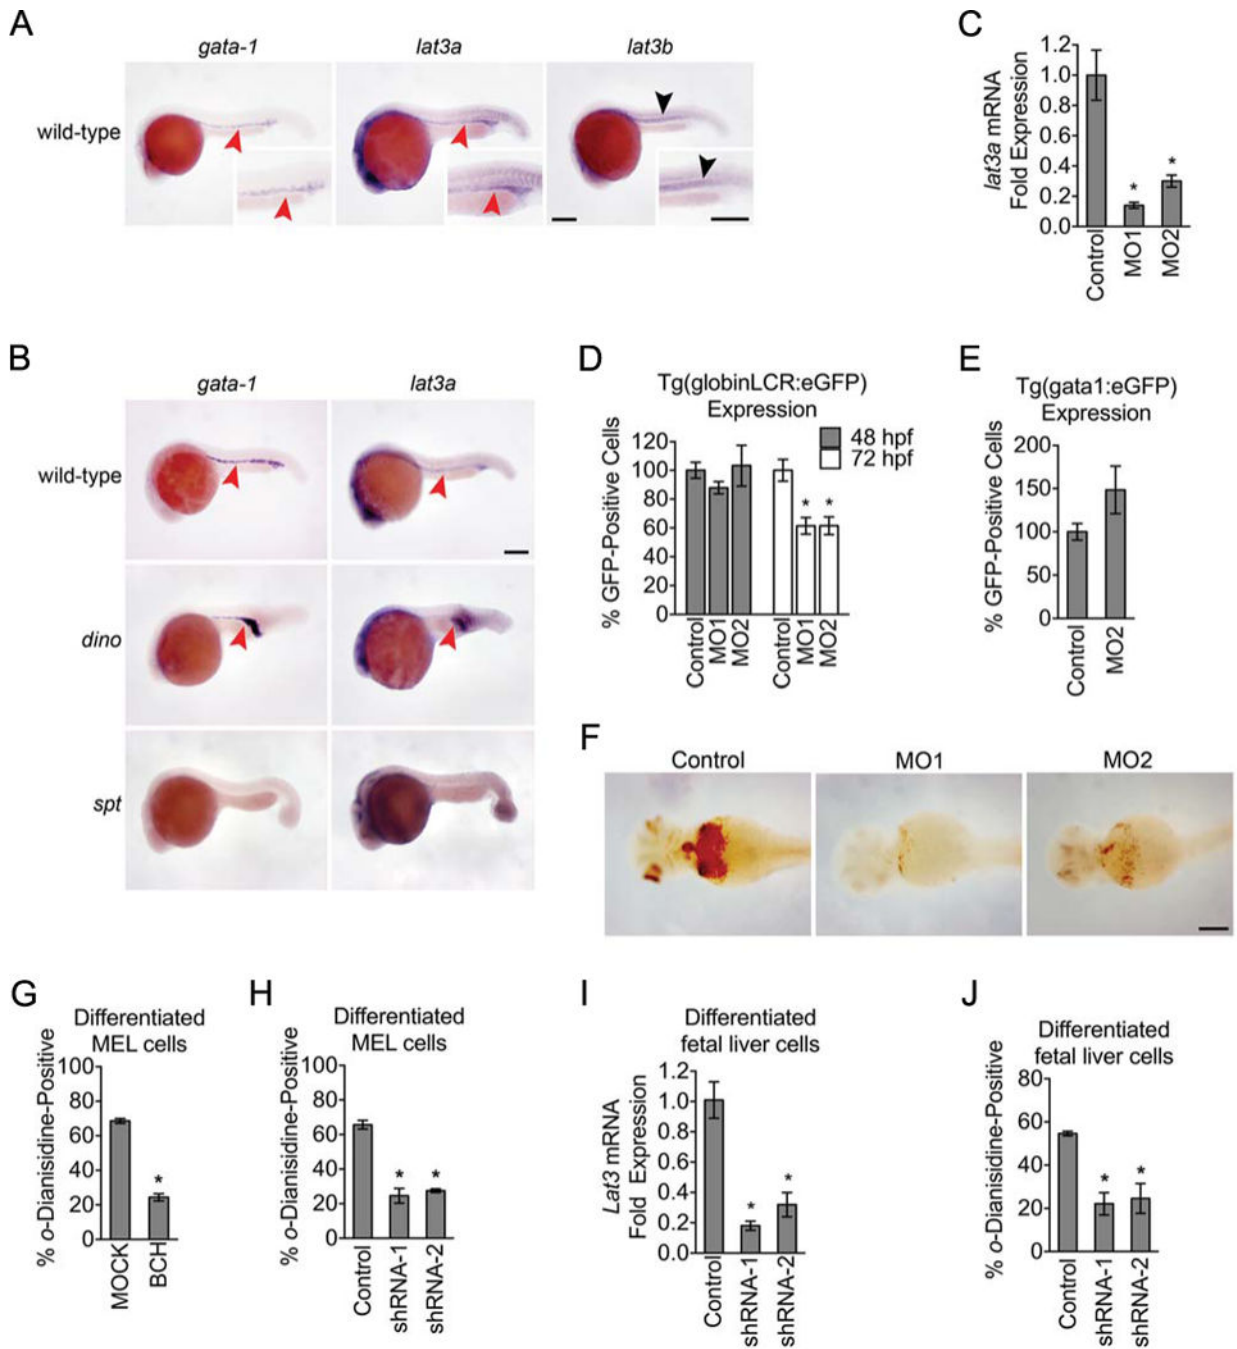 A
gata-1
lat3a
lat3b
wild-type
C
lat3a mRNA
Fold Expression
1.2
1.0
0.8
0.6
0.4
0.2
0.0
*
*
Control
MO1
MO2
B
gata-1
lat3a
wild-type
dino
spt
D
Tg(globinLCR:eGFP)
Expression
48 hpf
72 hpf
% GFP-Positive Cells
120
100
80
60
40
20
0
* *
Control
MO1
MO2
Control
MO1
MO2
E
Tg(gata1:eGFP)
Expression
% GFP-Positive Cells
200
150
100
50
0
Control
MO2
F
Control
MO1
MO2
G
Differentiated
MEL cells
% o-Dianisidine-Positive
100
80
60
40
20
0
*
MOCK
BCH
H
Differentiated
MEL cells
% o-Dianisidine-Positive
100
80
60
40
20
0
* *
Control
shRNA-1
shRNA-2
I
Differentiated
fetal liver cells
Lat3 mRNA
Fold Expression
1.2
1.0
0.8
0.6
0.4
0.2
0.0
*
*
Control
shRNA-1
shRNA-2
J
Differentiated
fetal liver cells
% o-Dianisidine-Positive
80
60
40
20
0
* *
Control
shRNA-1
shRNA-2